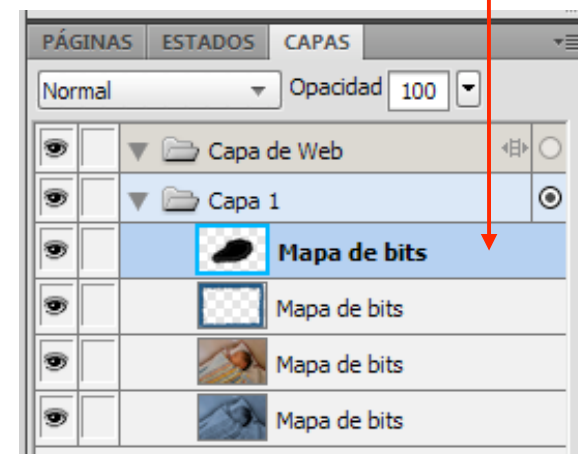 PÁGINAS ESTADOS CAPAS
Normal Opacidad 100
Capa de Web
Capa 1
Mapa de bits
Mapa de bits
Mapa de bits
Mapa de bits